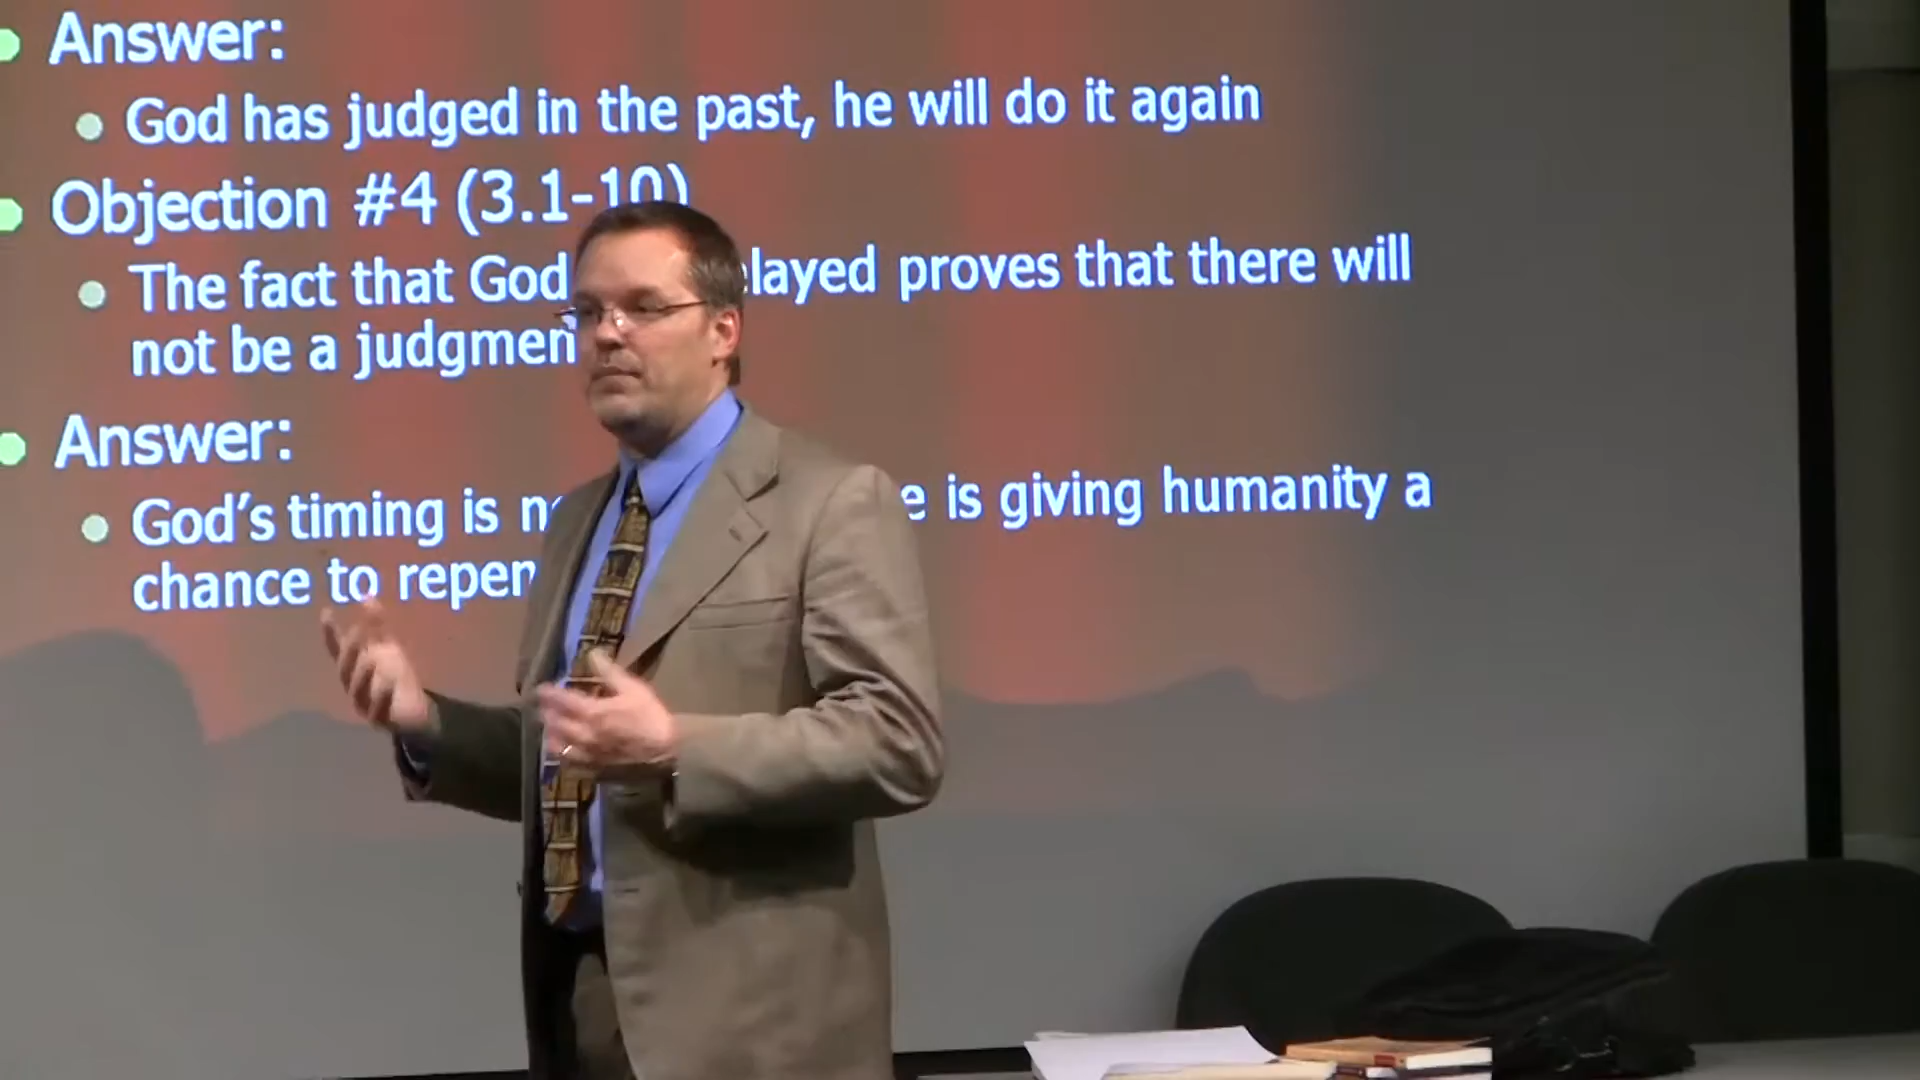 Answer:
God has judged in the past, he will do it again
Objection #4 (3.1-10)
The fact that God elayed proves that there will
not be a judgmen
Answer:
God's timing is is giving humanity a
chance to repen